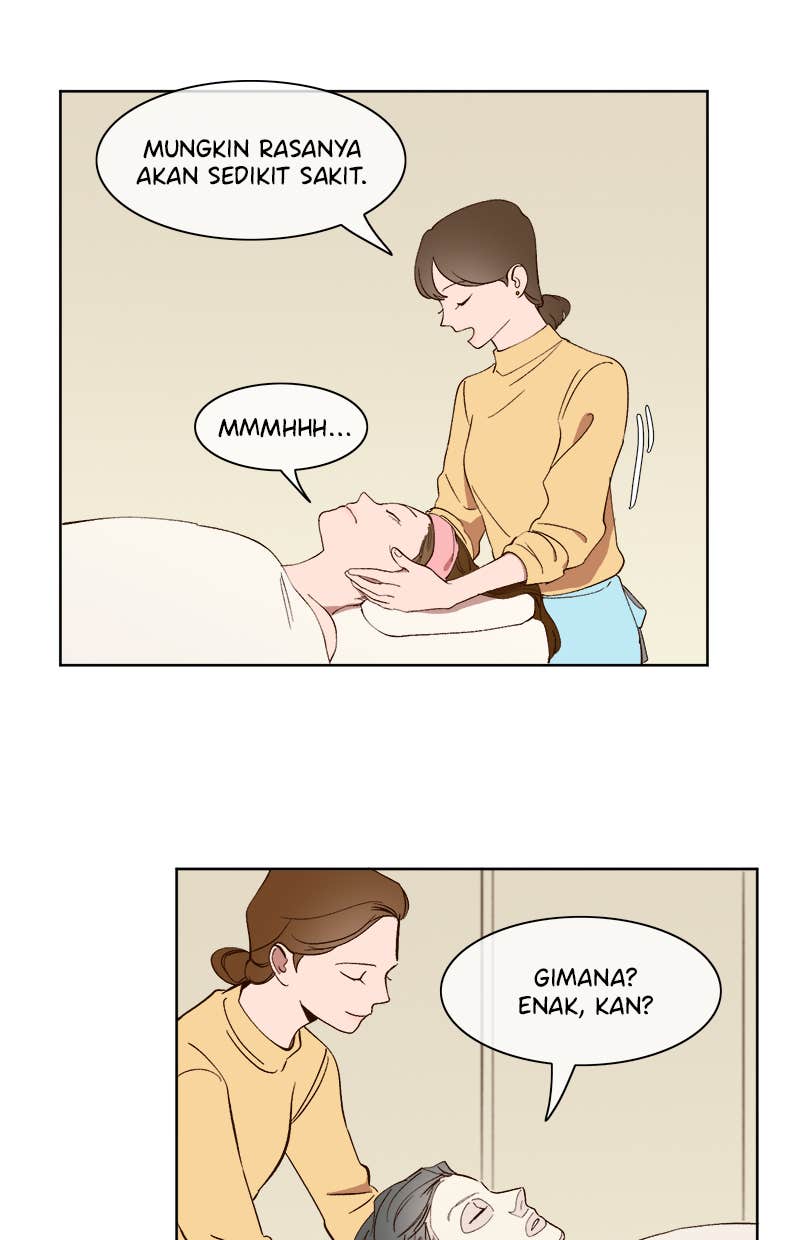 MUNGKIN RASANYA
AKAN SEDIKIT SAKIT.
MMMHHH...
GIMANA?
ENAK, KAN?